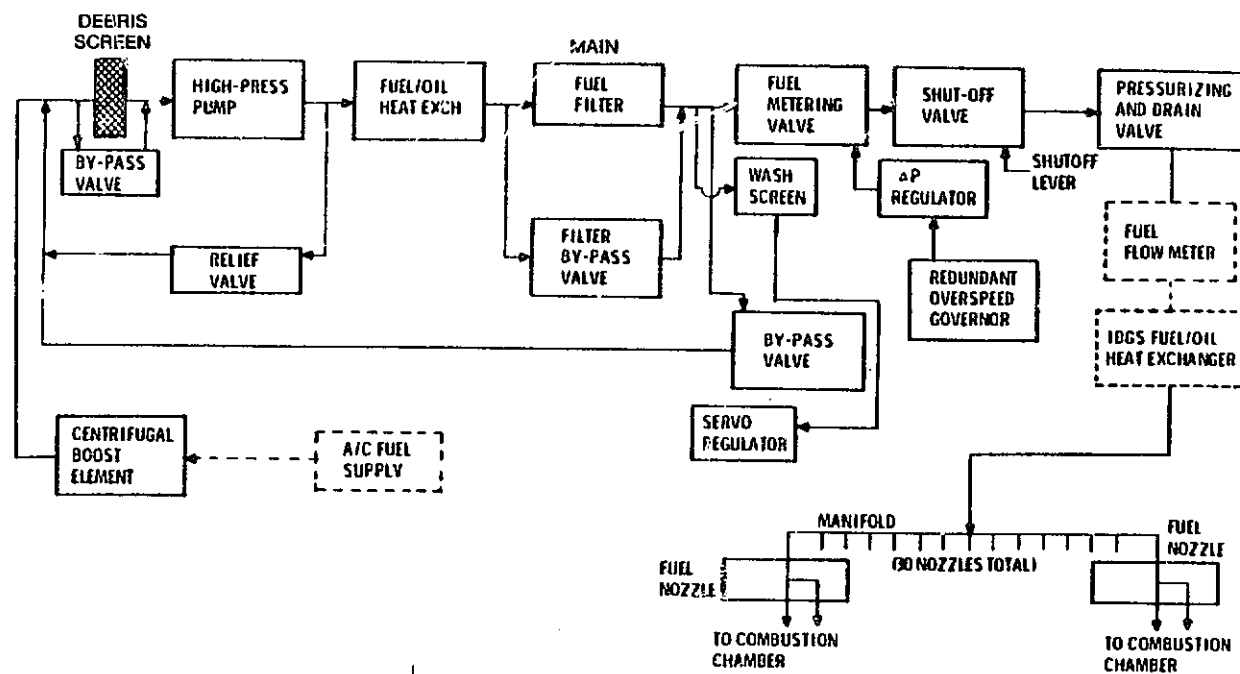 DEBRIS
SCREEN
HIGH-PRESS
PUMP
FUEL/OIL
HEAT EXCH
MAIN
FUEL
FILTER
FUEL
METERING
VALVE
SHUT-OFF
VALVE
PRESSURIZING
AND DRAIN
VALVE
BY-PASS
VALVE
WASH
SCREEN
ΔP
REGULATOR
SHUTOFF
LEVER
RELIEF
VALVE
FILTER
BY-PASS
VALVE
REDUNDANT
OVERSPEED
GOVERNOR
FUEL
FLOW METER
BY-PASS
VALVE
IDGS FUEL/OIL
HEAT EXCHANGER
CENTRIFUGAL
BOOST
ELEMENT
A/C FUEL
SUPPLY
SERVO
REGULATOR
MANIFOLD
(30 NOZZLES TOTAL)
FUEL
NOZZLE
FUEL
NOZZLE
TO COMBUSTION
CHAMBER
TO COMBUSTION
CHAMBER